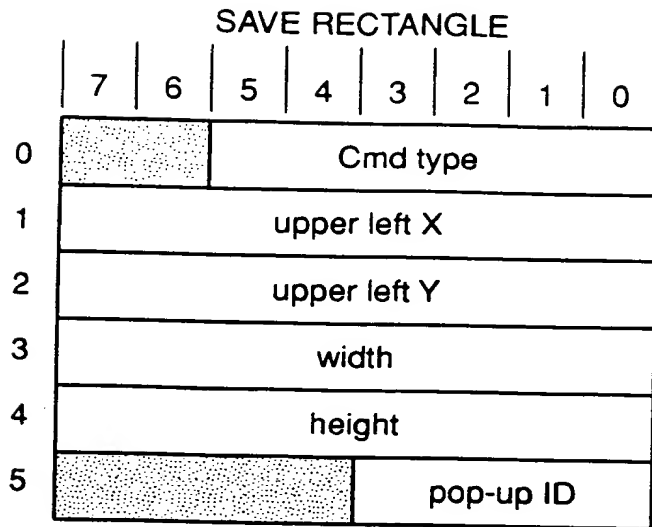 SAVE RECTANGLE
7 6 5 4 3 2 1 0
0 Cmd type
1 upper left X
2 upper left Y
3 width
4 height
5 pop-up ID